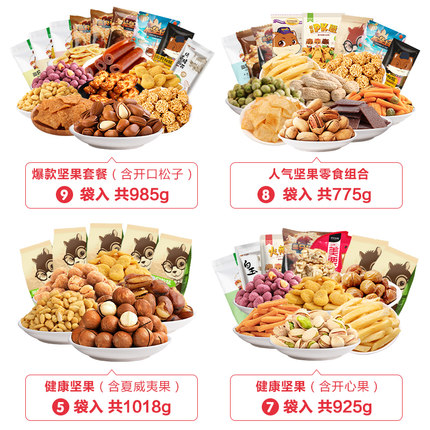 爆款坚果套餐（含开口松子）
9 袋入 共985g
人气坚果零食组合
8 袋入 共775g
健康坚果（含夏威夷果）
5 袋入 共1018g
健康坚果（含开心果）
7 袋入 共925g